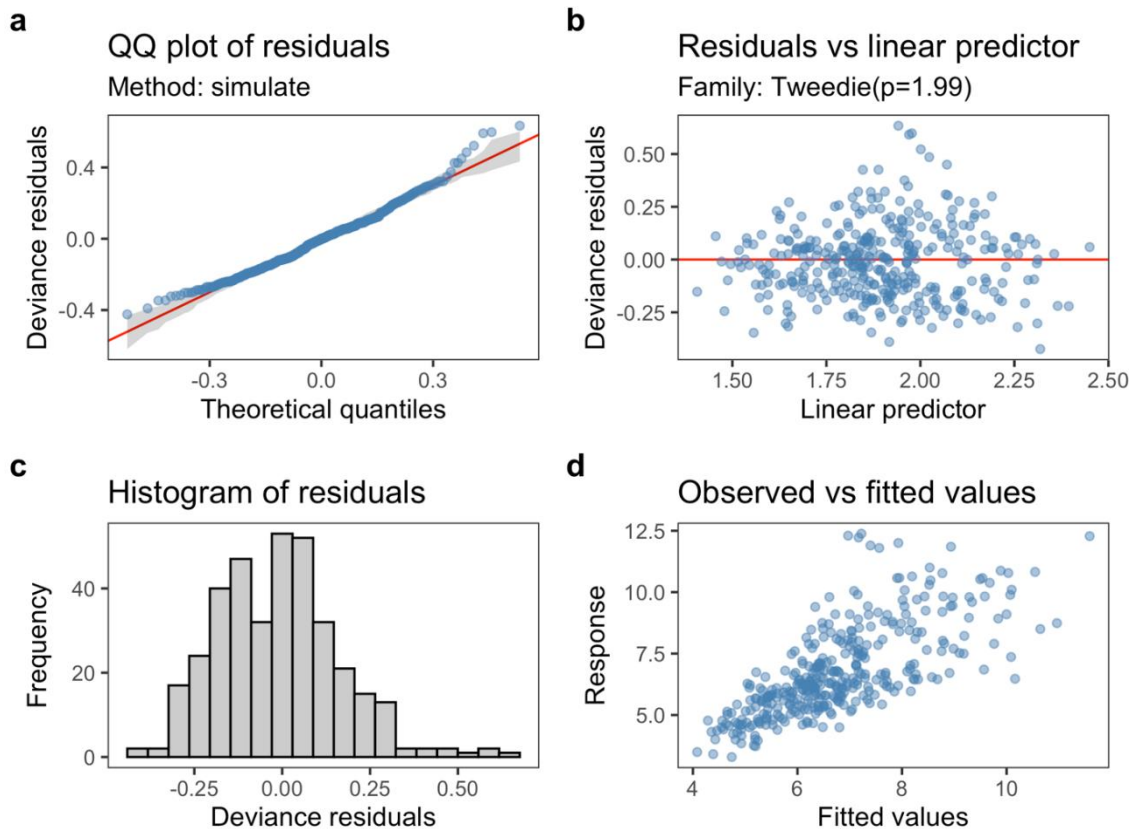 a
QQ plot of residuals
Method: simulate
Deviance residuals
0.4
0.0
-0.4
-0.3
0.0
0.3
Theoretical quantiles
b
Residuals vs linear predictor
Family: Tweedie(p=1.99)
Deviance residuals
0.50
0.25
0.00
-0.25
1.50
1.75
2.00
2.25
2.50
Linear predictor
c
Histogram of residuals
Frequency
40
20
0
-0.25
0.00
0.25
0.50
Deviance residuals
d
Observed vs fitted values
Response
12.5
10.0
7.5
5.0
4
6
8
10
Fitted values